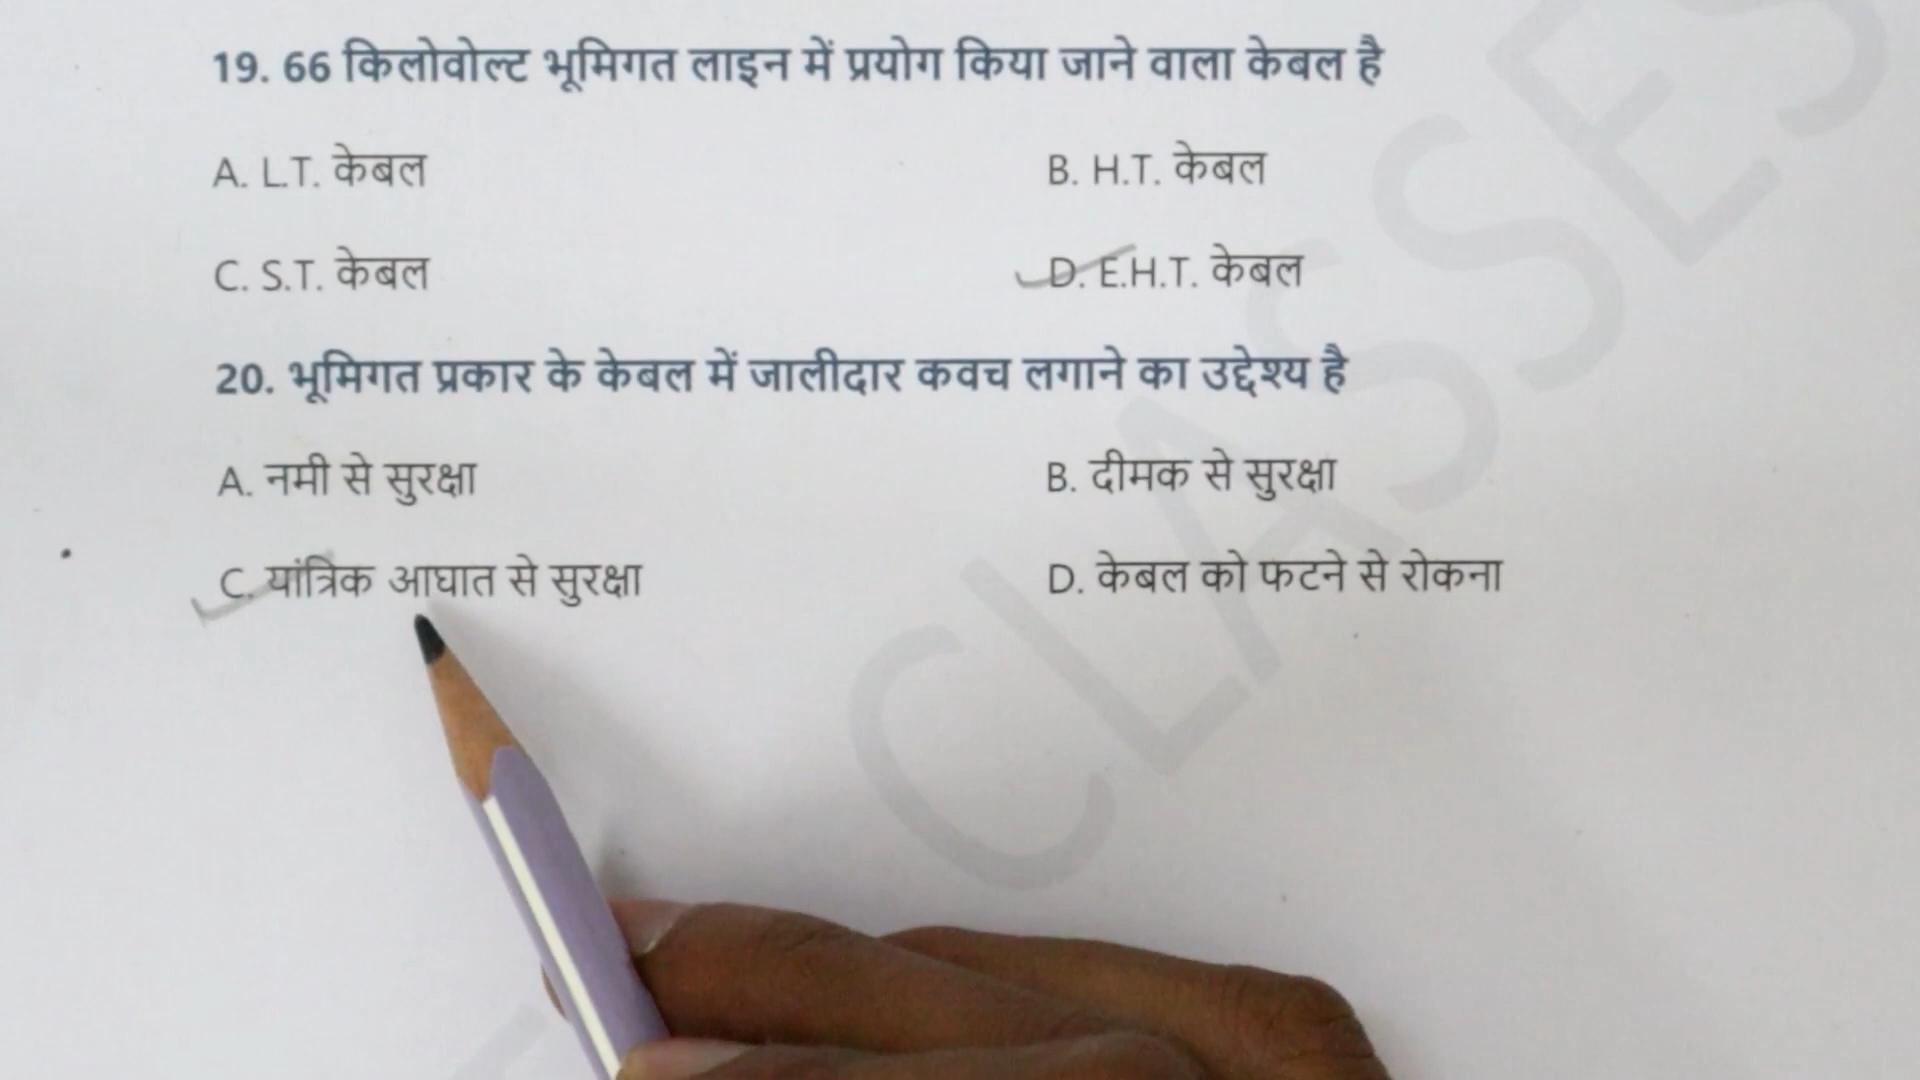 19. 66 किलोवोल्ट भूमिगत लाइन में प्रयोग किया जाने वाला केबल है
A. L.T. केबल B. H.T. केबल
C. S.T. केबल D. E.H.T. केबल
20. भूमिगत प्रकार के केबल में जालीदार कवच लगाने का उद्देश्य है
A. नमी से सुरक्षा B. दीमक से सुरक्षा
C. यांत्रिक आघात से सुरक्षा D. केबल को फटने से रोकना
CLASSES